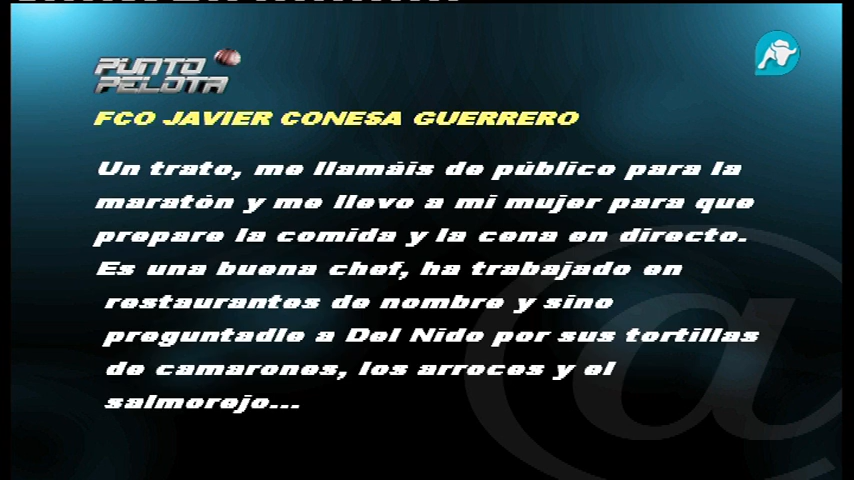 PUNTO
PELOTA
FCO JAVIER CONESA GUERRERO
Un trato, me llamáis de público para la
maratón y me llevo a mi mujer para que
prepare la comida y la cena en directo.
Es una buena chef, ha trabajado en
restaurantes de nombre y sino
preguntadle a Del Nido por sus tortillas
de camarones, los arroces y el
salmorejo...
@